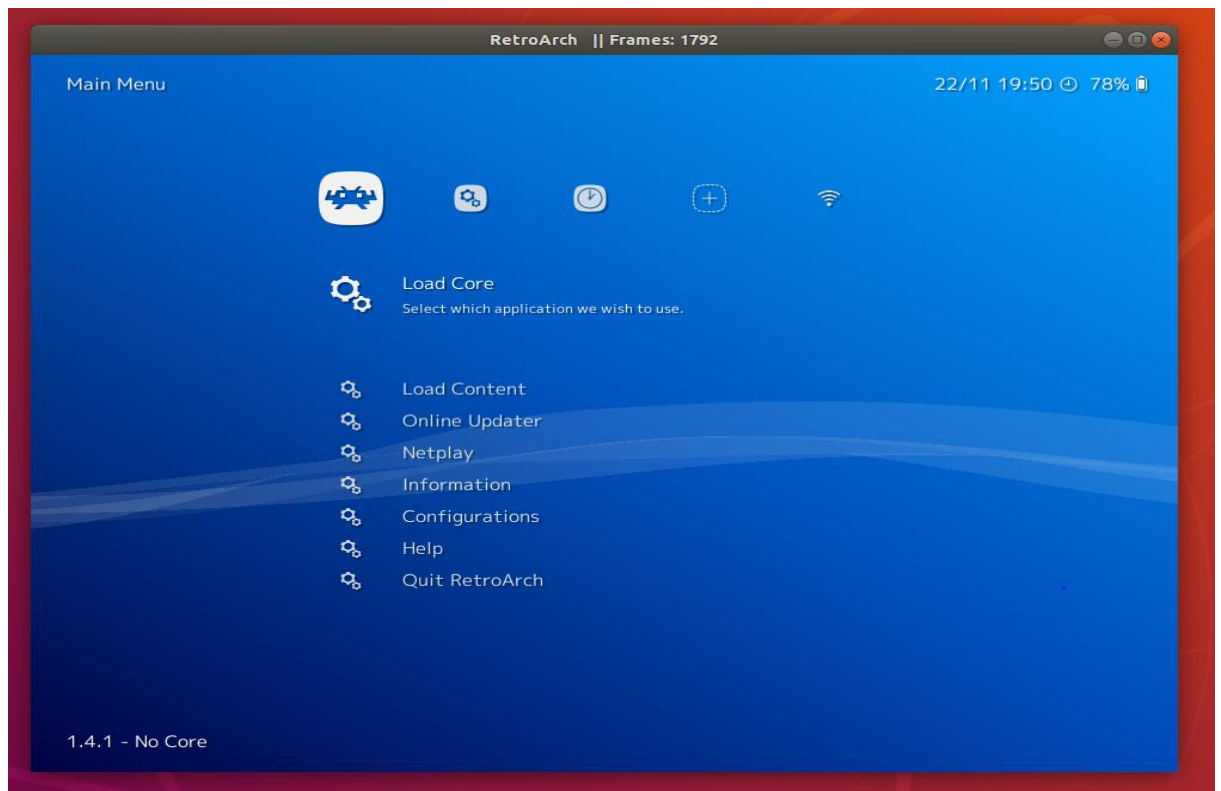 RetroArch || Frames: 1792
Main Menu
22/11 19:50 78%
Load Core
Select which application we wish to use.
Load Content
Online Updater
Netplay
Information
Configurations
Help
Quit RetroArch
1.4.1 - No Core